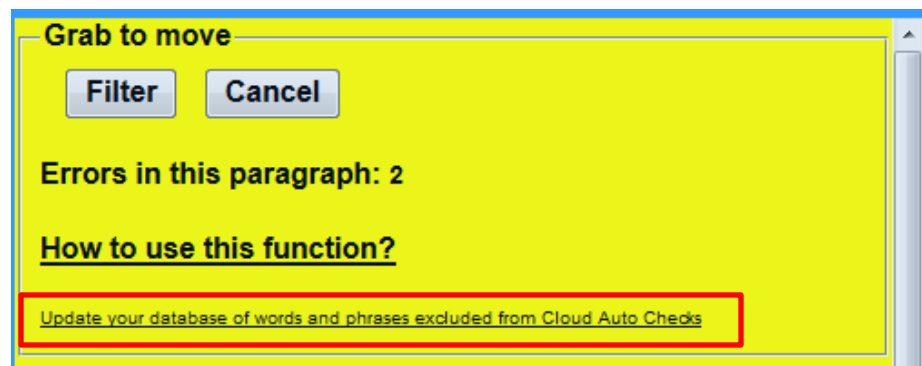 Grab to move
Filter Cancel
Errors in this paragraph: 2
How to use this function?
Update your database of words and phrases excluded from Cloud Auto Checks